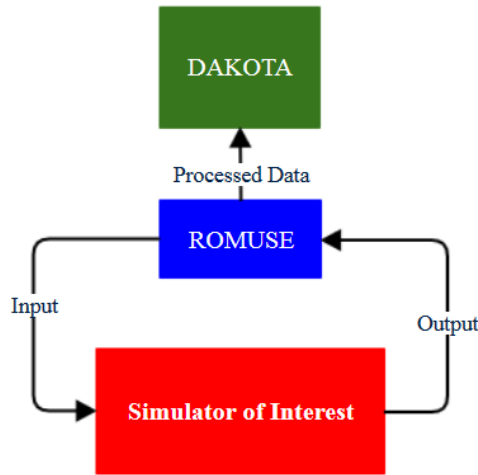 DAKOTA
Processed Data
ROMUSE
Input
Output
Simulator of Interest